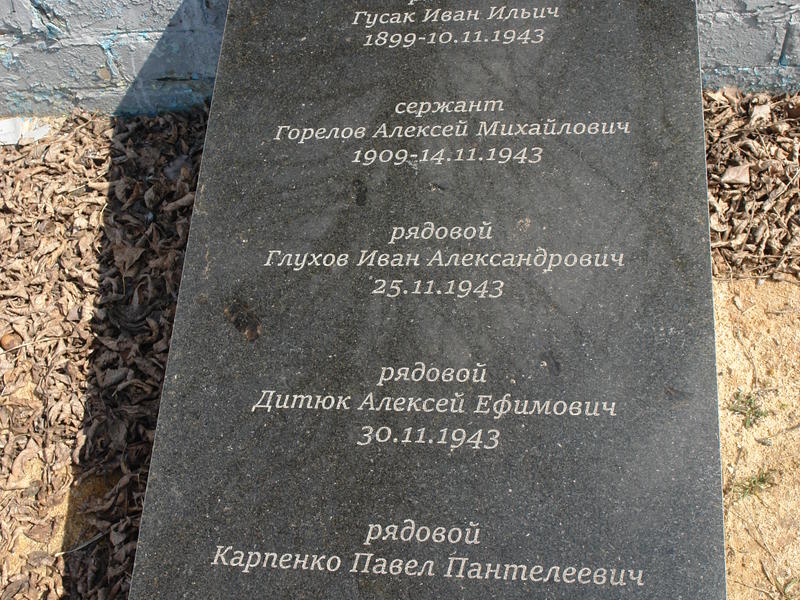 Гусак Иван Ильич
1899-10.11.1943
сержант
Горелов Алексей Михайлович
1909-14.11.1943
рядовой
Глухов Иван Александрович
25.11.1943
рядовой
Дитюк Алексей Ефимович
30.11.1943
рядовой
Карпенко Павел Пантелеевич